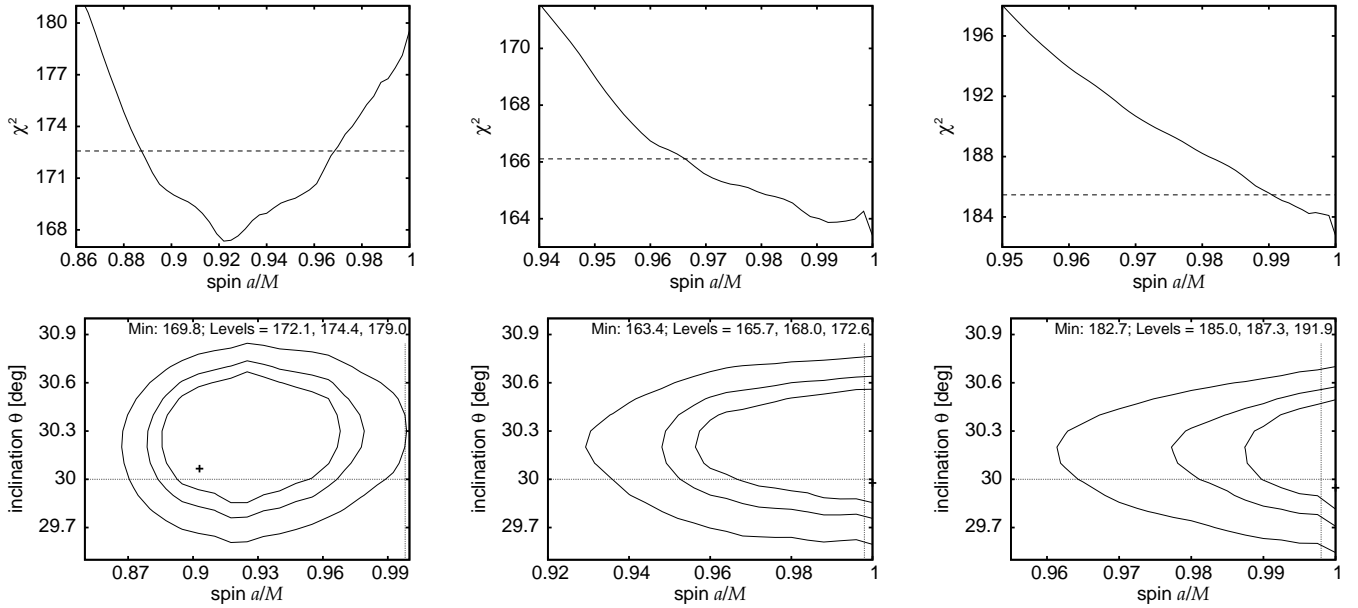 180
177
174
171
168
χ²
0.86 0.88 0.9 0.92 0.94 0.96 0.98 1
spin a/M
170
168
166
164
χ²
0.94 0.95 0.96 0.97 0.98 0.99 1
spin a/M
196
192
188
184
χ²
0.95 0.96 0.97 0.98 0.99 1
spin a/M
Min: 169.8; Levels = 172.1, 174.4, 179.0
30.9
30.6
30.3
30
29.7
inclination θ [deg]
0.87 0.9 0.93 0.96 0.99
spin a/M
Min: 163.4; Levels = 165.7, 168.0, 172.6
30.9
30.6
30.3
30
29.7
inclination θ [deg]
0.92 0.94 0.96 0.98 1
spin a/M
Min: 182.7; Levels = 185.0, 187.3, 191.9
30.9
30.6
30.3
30
29.7
inclination θ [deg]
0.96 0.97 0.98 0.99 1
spin a/M